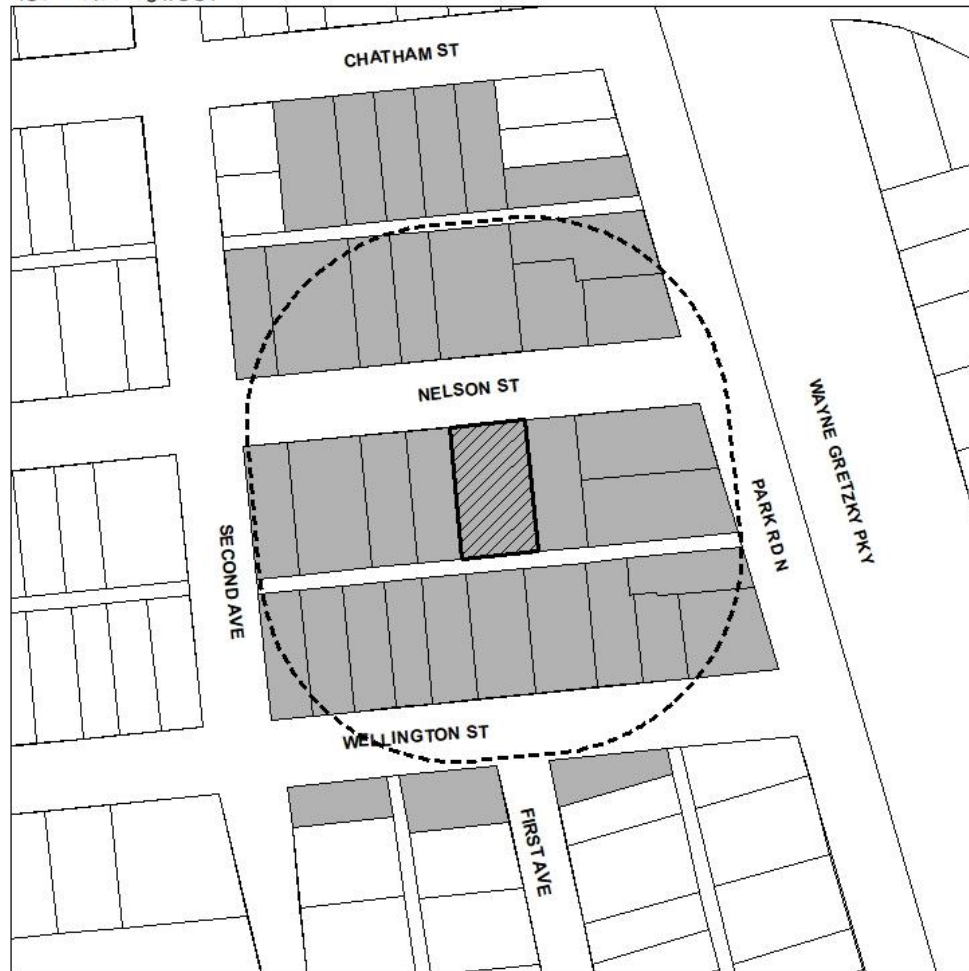 CHATHAM ST
NELSON ST
WAYNE GRETZKY PKY
PARK RD N
SECOND AVE
WELLINGTON ST
FIRST AVE